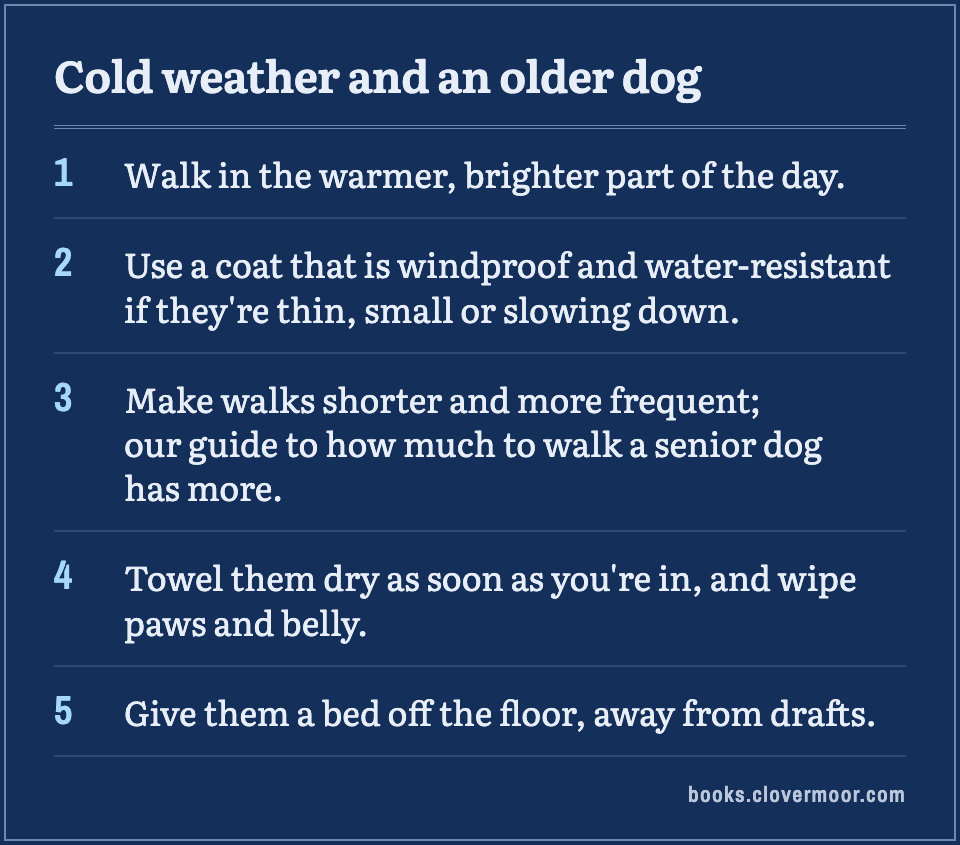 Cold weather and an older dog
1 Walk in the warmer, brighter part of the day.
2 Use a coat that is windproof and water-resistant
if they're thin, small or slowing down.
3 Make walks shorter and more frequent;
our guide to how much to walk a senior dog
has more.
4 Towel them dry as soon as you're in, and wipe
paws and belly.
5 Give them a bed off the floor, away from drafts.
books.clovermoor.com